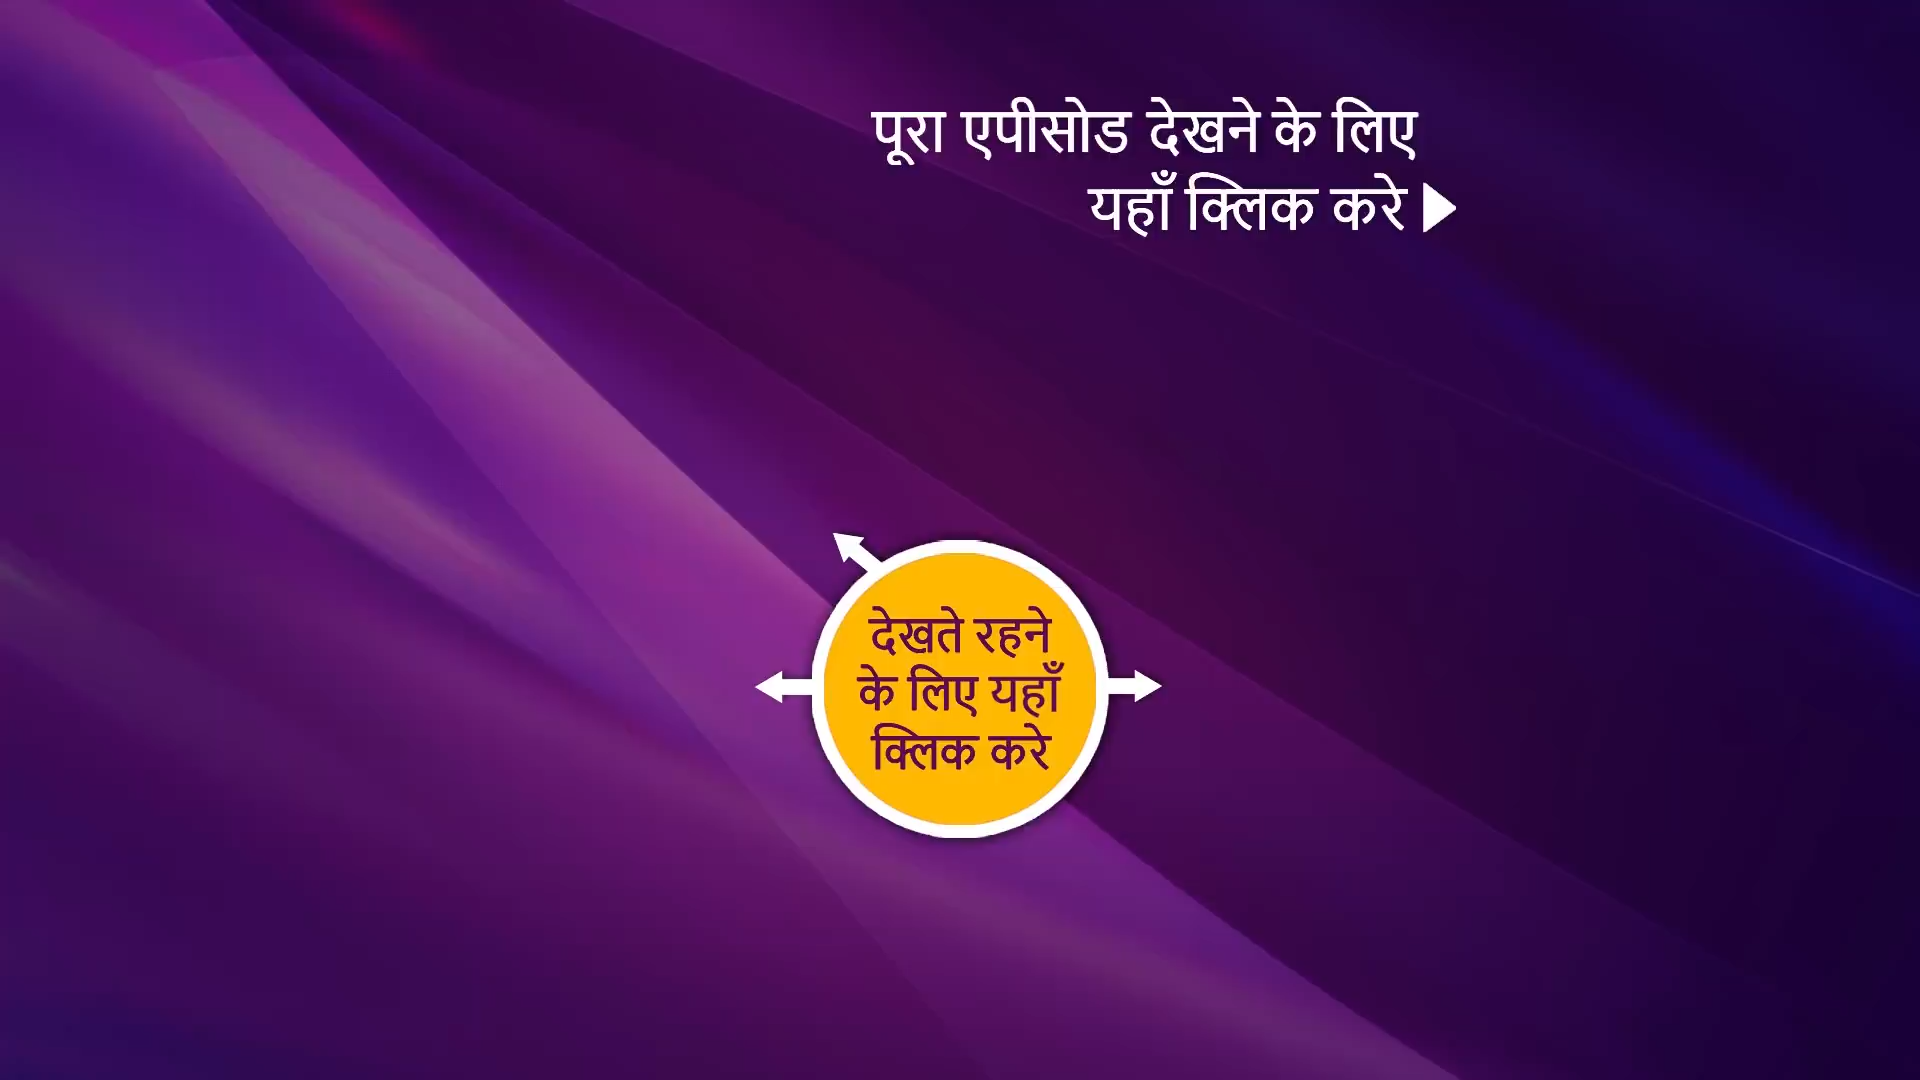 पूरा एपीसोड देखने के लिए
यहाँ क्लिक करे
देखते रहने
के लिए यहाँ
क्लिक करे